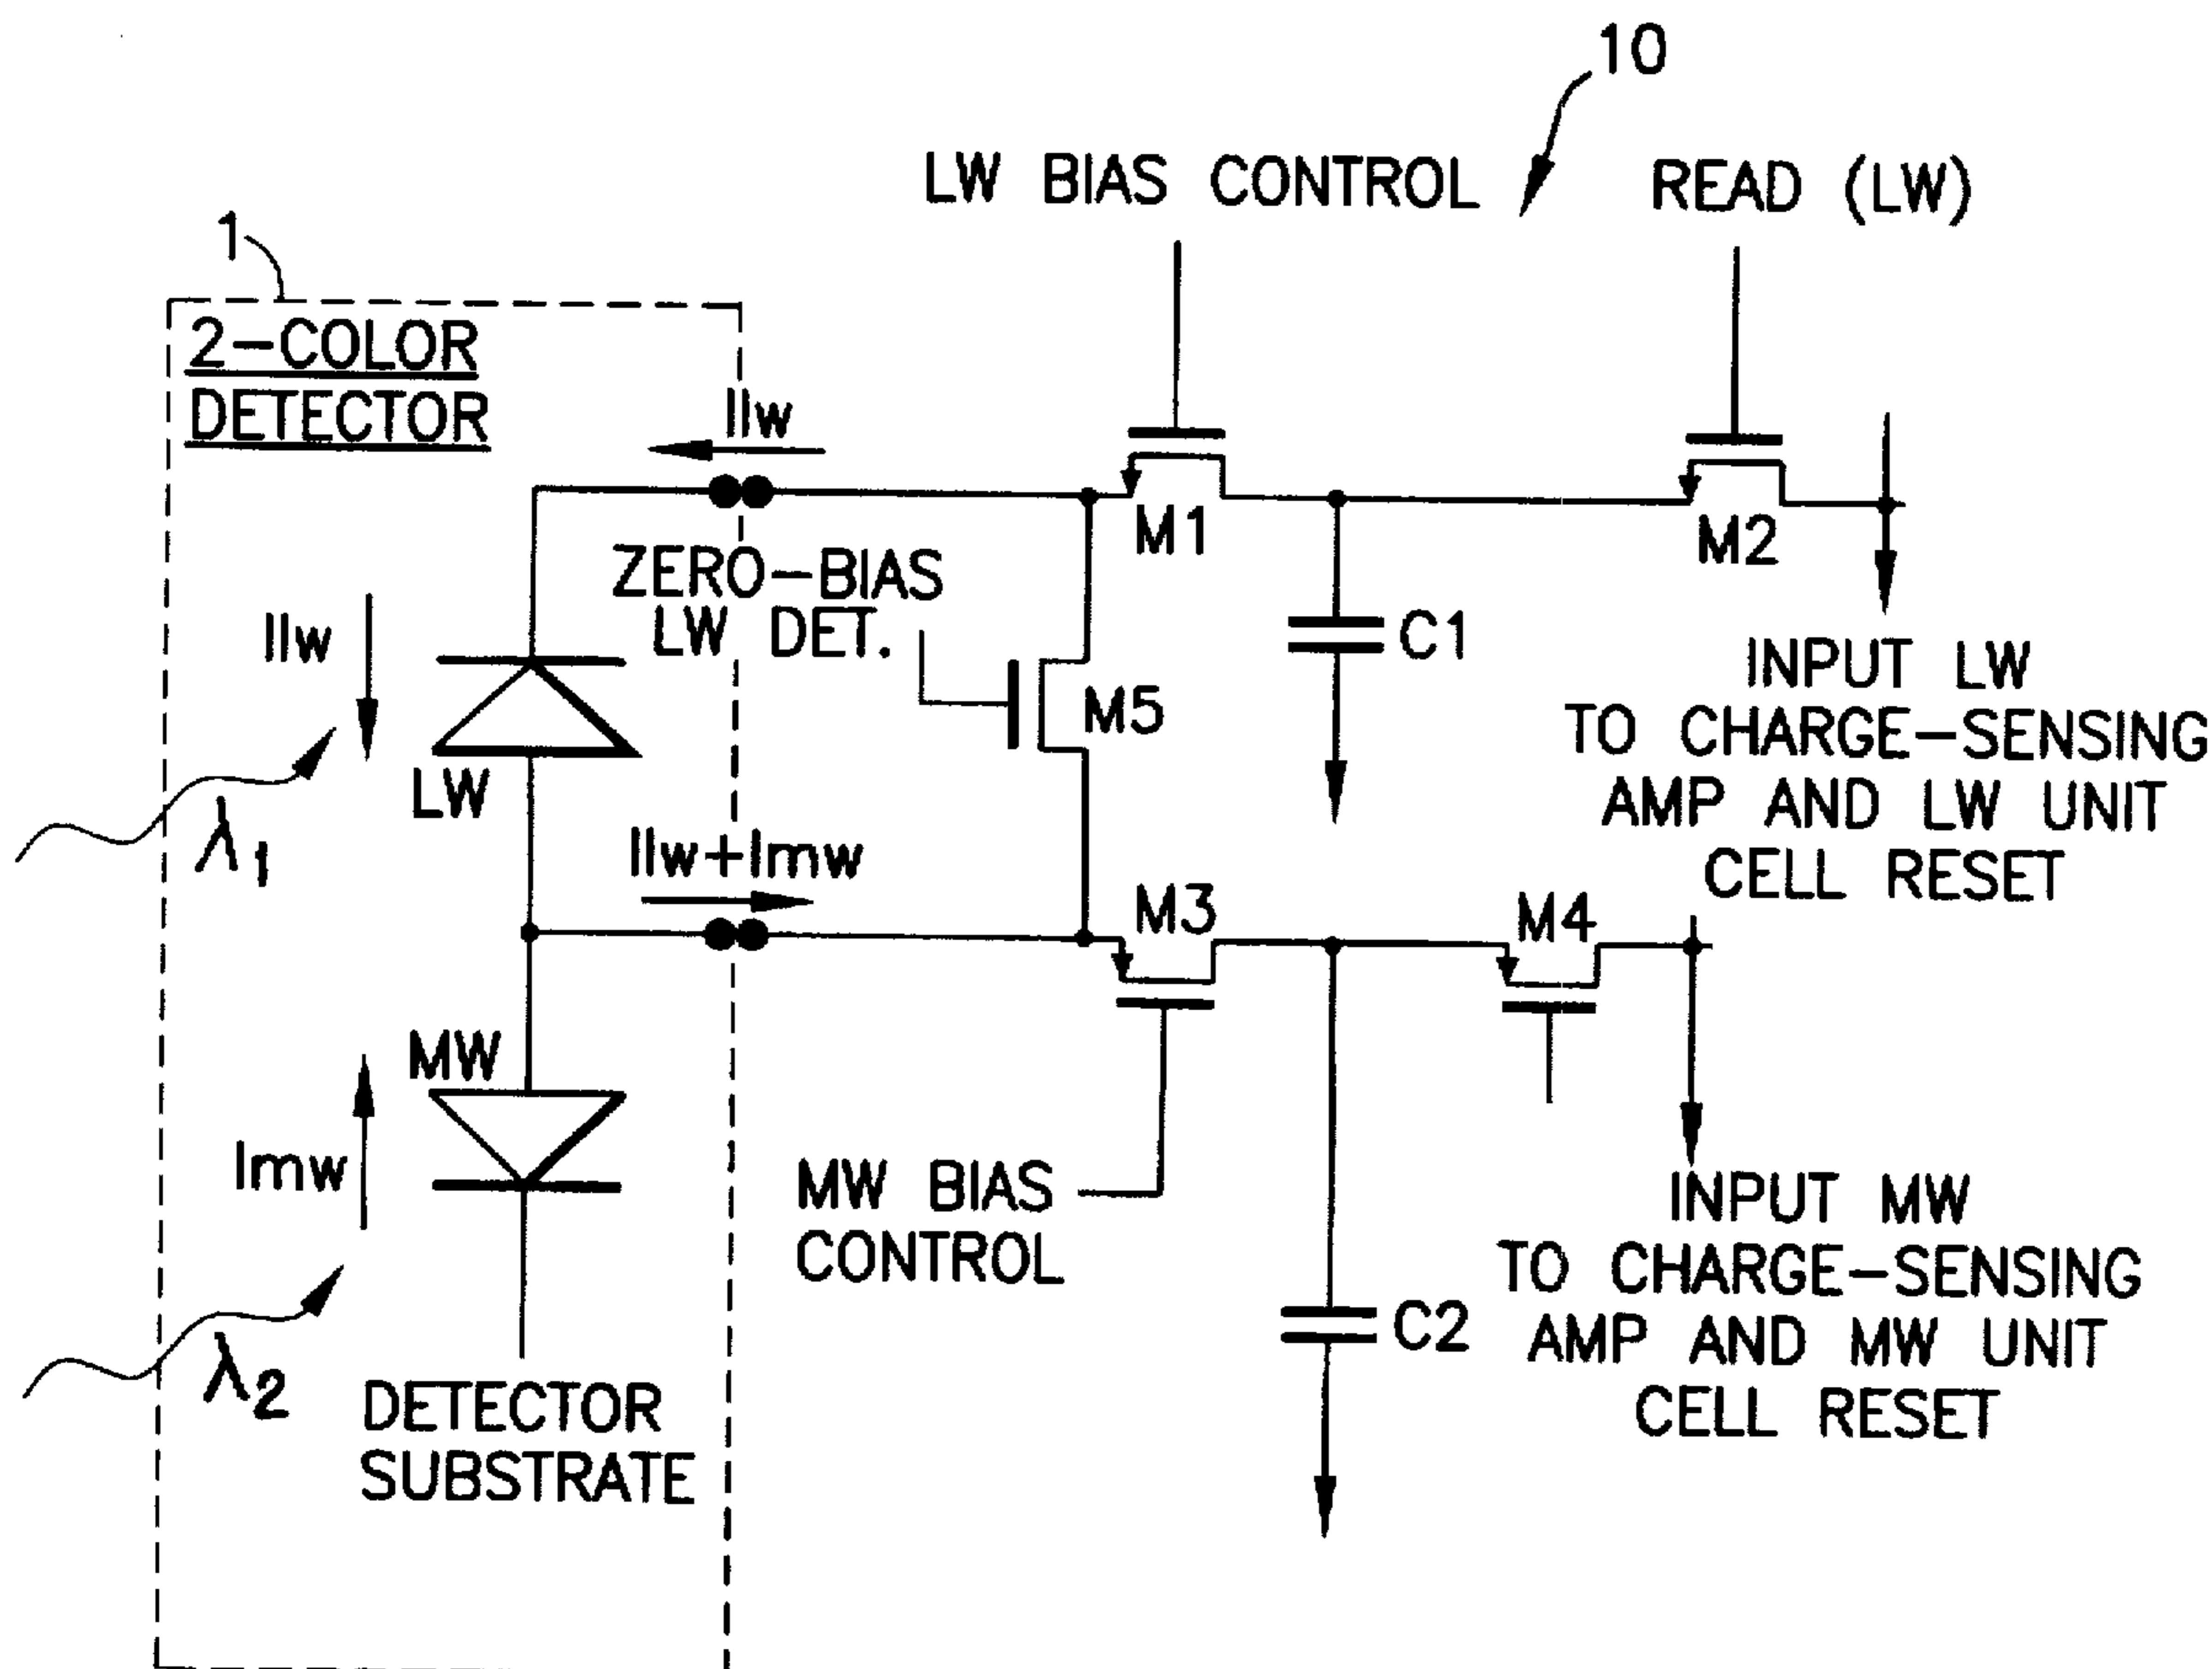 10
LW BIAS CONTROL
READ (LW)
1
2-COLOR
DETECTOR
Ilw
M1
M2
ZERO-BIAS
LW DET.
C1
Ilw
M5
INPUT LW
TO CHARGE-SENSING
AMP AND LW UNIT
CELL RESET
LW
λ1
Ilw+Imw
M3
M4
MW
Imw
MW BIAS
CONTROL
INPUT MW
TO CHARGE-SENSING
AMP AND MW UNIT
CELL RESET
C2
λ2
DETECTOR
SUBSTRATE